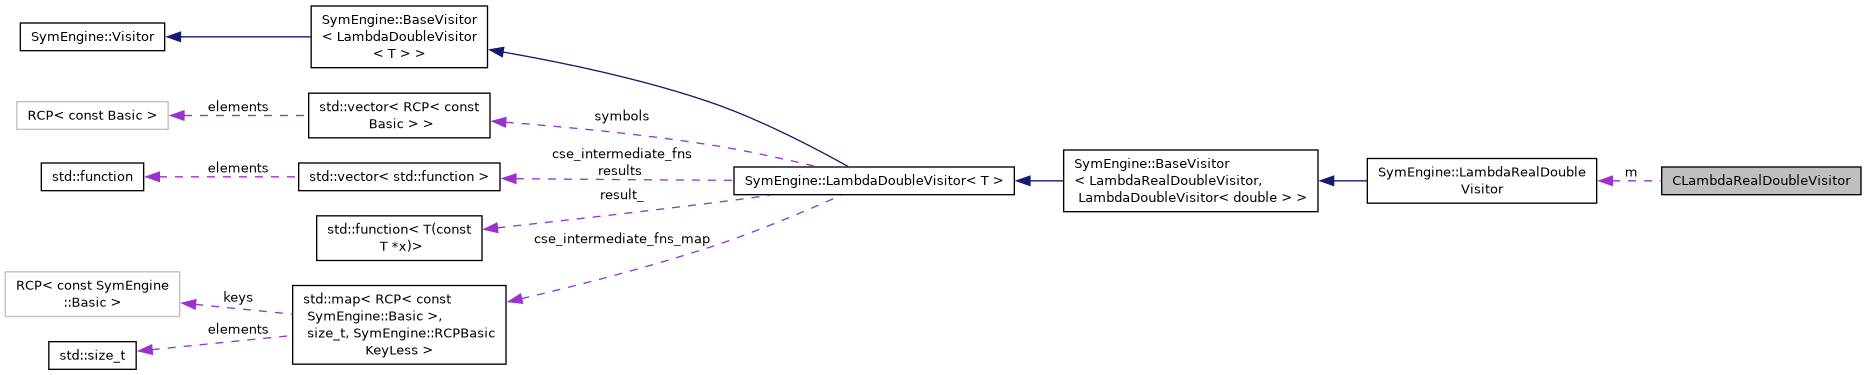 SymEngine::Visitor
SymEngine::BaseVisitor
< LambdaDoubleVisitor
< T > >
RCP< const Basic >
elements
std::vector< RCP< const
Basic > >
symbols
std::function
elements
std::vector< std::function >
cse_intermediate_fns
results
result_
std::function< T(const
T *x)>
cse_intermediate_fns_map
RCP< const SymEngine
::Basic >
keys
elements
std::size_t
std::map< RCP< const
SymEngine::Basic >,
size_t, SymEngine::RCPBasic
KeyLess >
SymEngine::LambdaDoubleVisitor< T >
SymEngine::BaseVisitor
< LambdaRealDoubleVisitor,
LambdaDoubleVisitor< double > >
SymEngine::LambdaRealDouble
Visitor
m
CLambdaRealDoubleVisitor